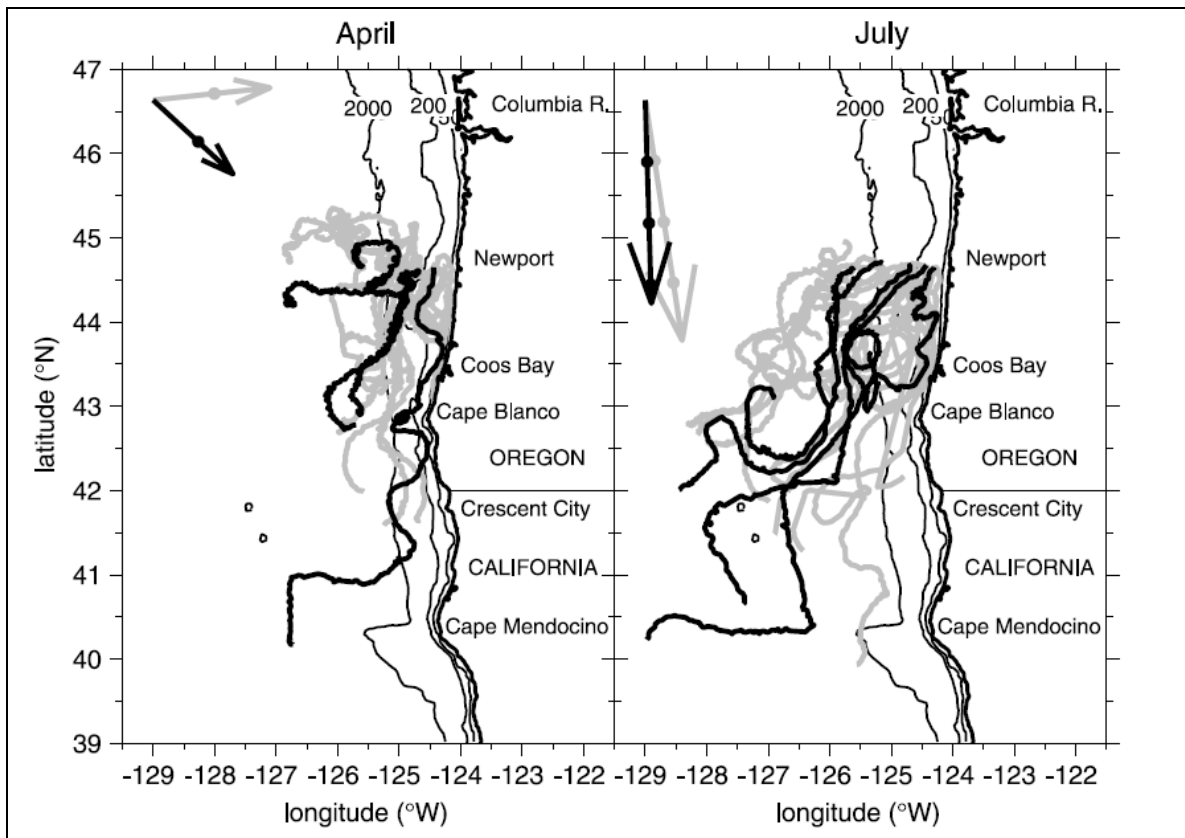 April
July
47
46
45
44
43
42
41
40
39
latitude (°N)
2000
200
50
Columbia R.
Newport
Coos Bay
Cape Blanco
OREGON
Crescent City
CALIFORNIA
Cape Mendocino
2000
200
50
Columbia R.
Newport
Coos Bay
Cape Blanco
OREGON
Crescent City
CALIFORNIA
Cape Mendocino
-129 -128 -127 -126 -125 -124 -123 -122
-129 -128 -127 -126 -125 -124 -123 -122
longitude (°W)
longitude (°W)